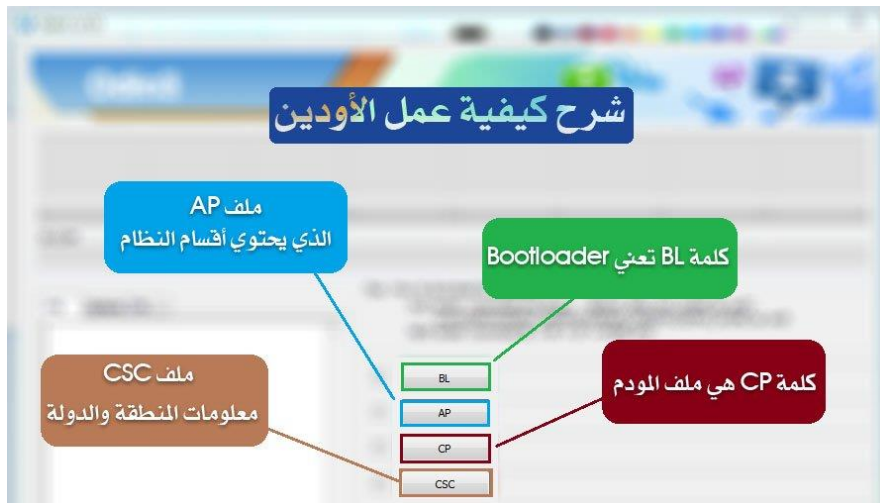 شرح كيفية عمل الأودين
ملف AP
الذي يحتوي أقسام النظام
كلمة BL تعني Bootloader
ملف CSC
معلومات المنطقة والدولة
كلمة CP هي ملف المودم
BL
AP
CP
CSC